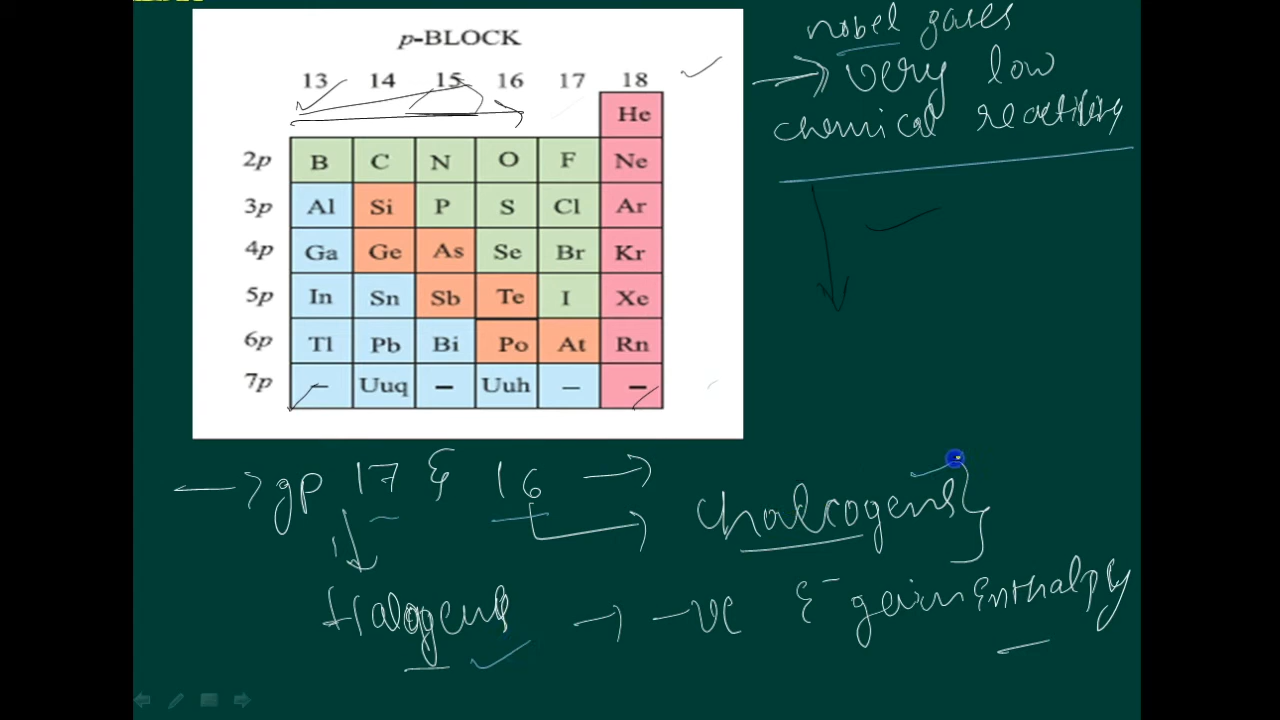 p-BLOCK
13 14 15 16 17 18
He
2p B C N O F Ne
3p Al Si P S Cl Ar
4p Ga Ge As Se Br Kr
5p In Sn Sb Te I Xe
6p Tl Pb Bi Po At Rn
7p – Uuq – Uuh – –
nobel gases
→ very low
chemical reactivity
→ gp 17 & 16 →
chalcogens
Halogens → -ve e⁻ gain Enthalpy